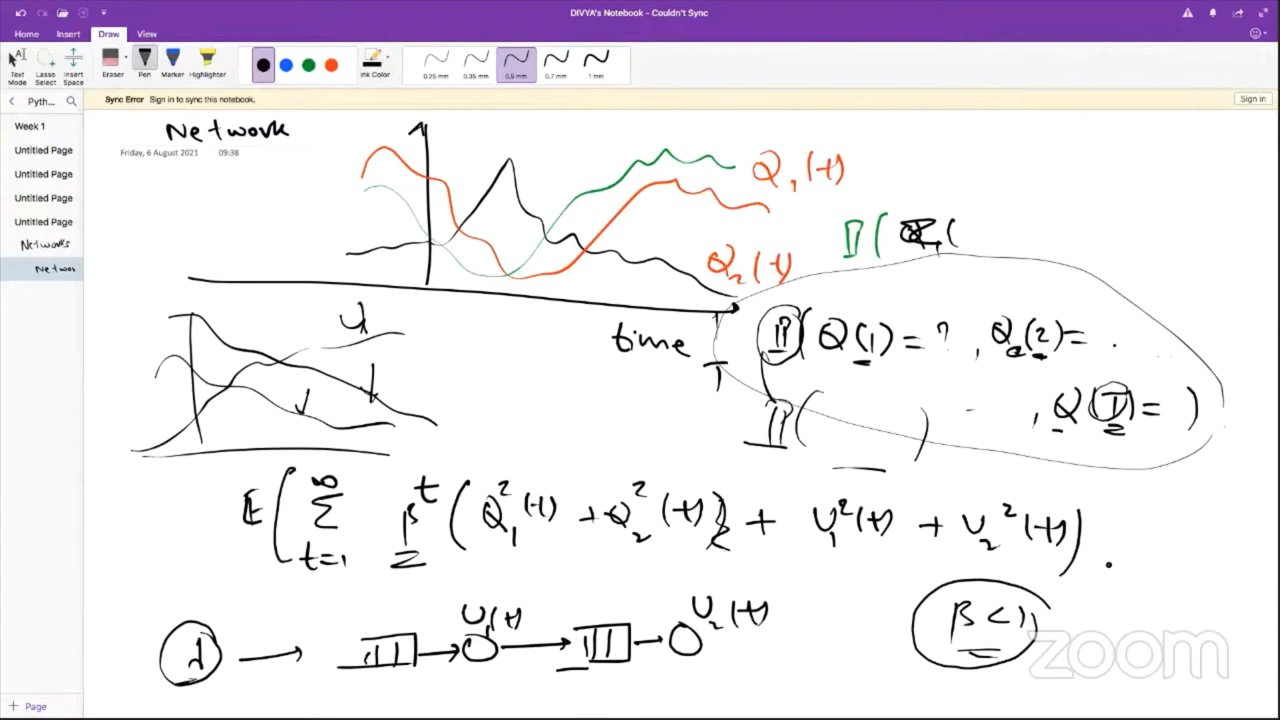 DIVYA's Notebook - Couldn't Sync
Home Insert Draw View
Text Mode
Lasso Select
Insert Space
Eraser
Pen
Marker
Highlighter
Ink Color
0.25 mm
0.35 mm
0.5 mm
0.7 mm
1 mm
Pyth...
Sync Error Sign in to sync this notebook.
Sign in
Week 1
Untitled Page
Untitled Page
Untitled Page
Untitled Page
Networks
Networ
Page
Network
Friday, 6 August 2021 09:38
Q₁(t)
Q₂(t)
time
T
ℙ(
ℙ(Q(1) = ?, Q(2) = . . .
, Q(T) = )
ℙ( )
𝔼[ ∑_{t=1}^{∞} β^t (Q₁²(t) + Q₂²(t)) + U₁²(t) + U₂²(t))
λ
U₁(t)
U₂(t)
β < 1
zoom